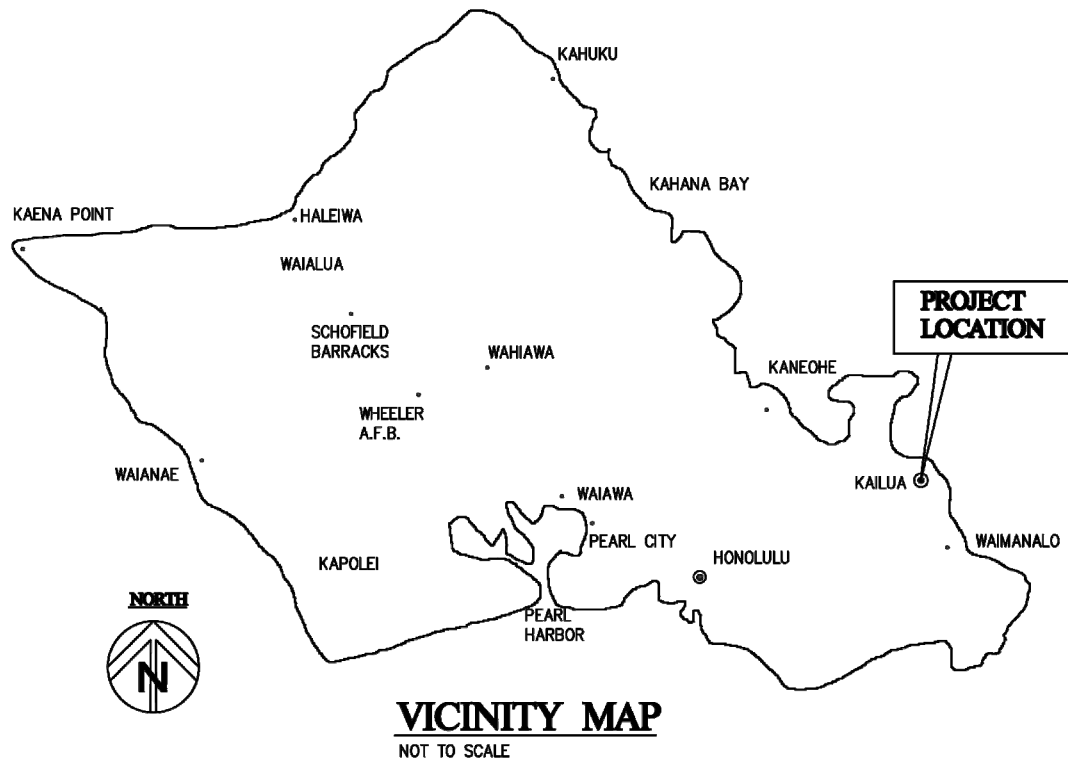 KAHUKU
KAHANA BAY
KAENA POINT
HALEIWA
WAIALUA
PROJECT
LOCATION
SCHOFIELD
BARRACKS
WAHIAWA
KANEOHE
WHEELER
A.F.B.
WAIANAE
KAILUA
WAIAWA
PEARL CITY
WAIMANALO
HONOLULU
KAPOLEI
NORTH
N
PEARL
HARBOR
VICINITY MAP
NOT TO SCALE